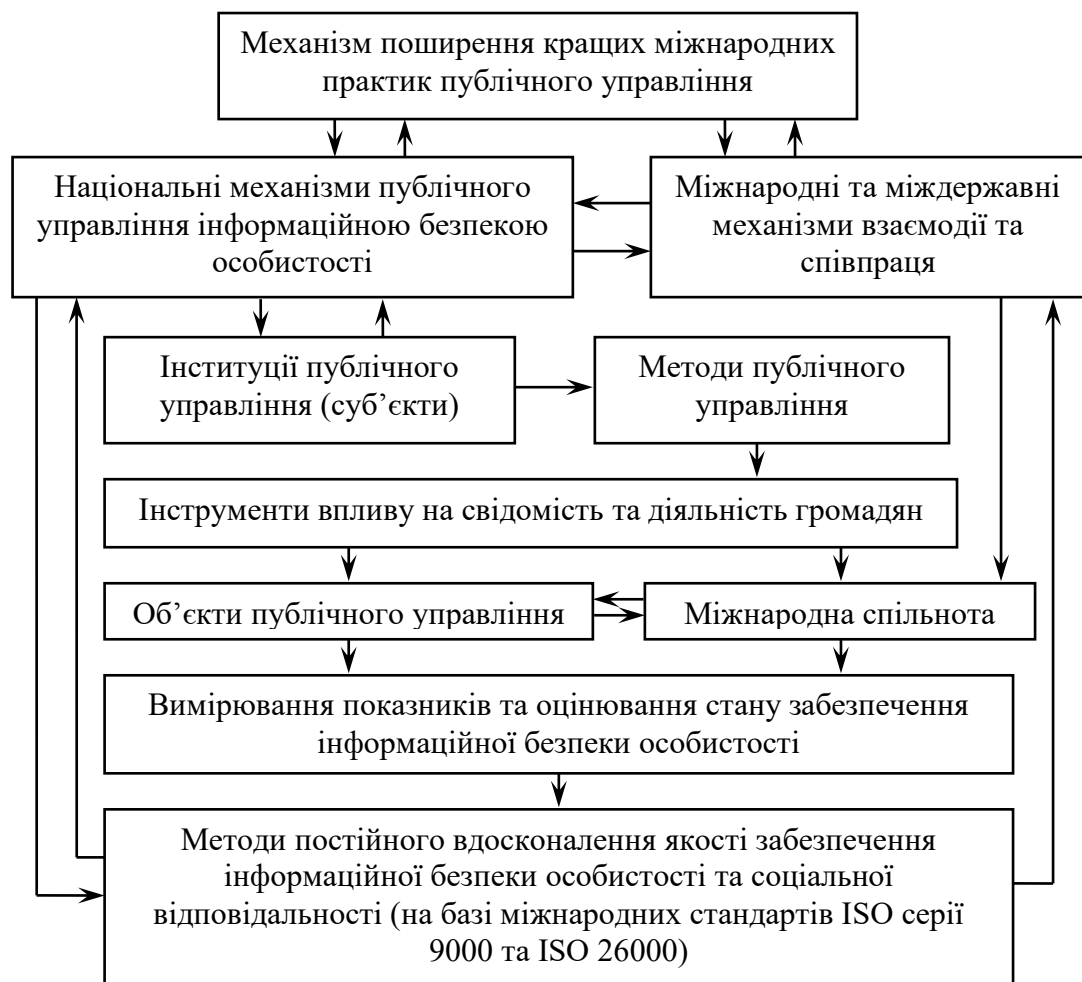 Механізм поширення кращих міжнародних
практик публічного управління
Національні механізми публічного
управління інформаційною безпекою
особистості
Міжнародні та міждержавні
механізми взаємодії та
співпраця
Інституції публічного
управління (суб’єкти)
Методи публічного
управління
Інструменти впливу на свідомість та діяльність громадян
Об’єкти публічного управління
Міжнародна спільнота
Вимірювання показників та оцінювання стану забезпечення
інформаційної безпеки особистості
Методи постійного вдосконалення якості забезпечення
інформаційної безпеки особистості та соціальної
відповідальності (на базі міжнародних стандартів ISO серії
9000 та ISO 26000)